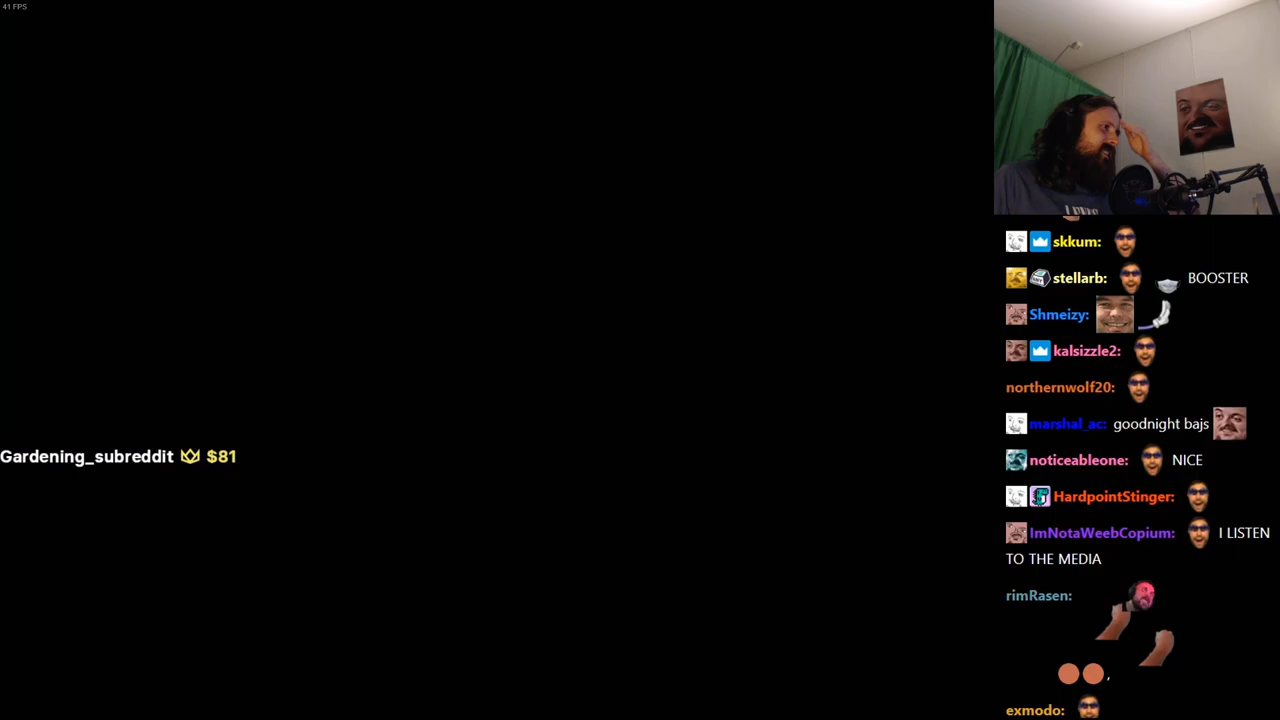 41 FPS
skkum:
stellarb: BOOSTER
Shmeizy:
kalsizzle2:
northernwolf20:
marshal_ac: goodnight bajs
Gardening_subreddit $81
noticeableone: NICE
HardpointStinger:
ImNotaWeebCopium: I LISTEN
TO THE MEDIA
rimRasen:
,
exmodo: